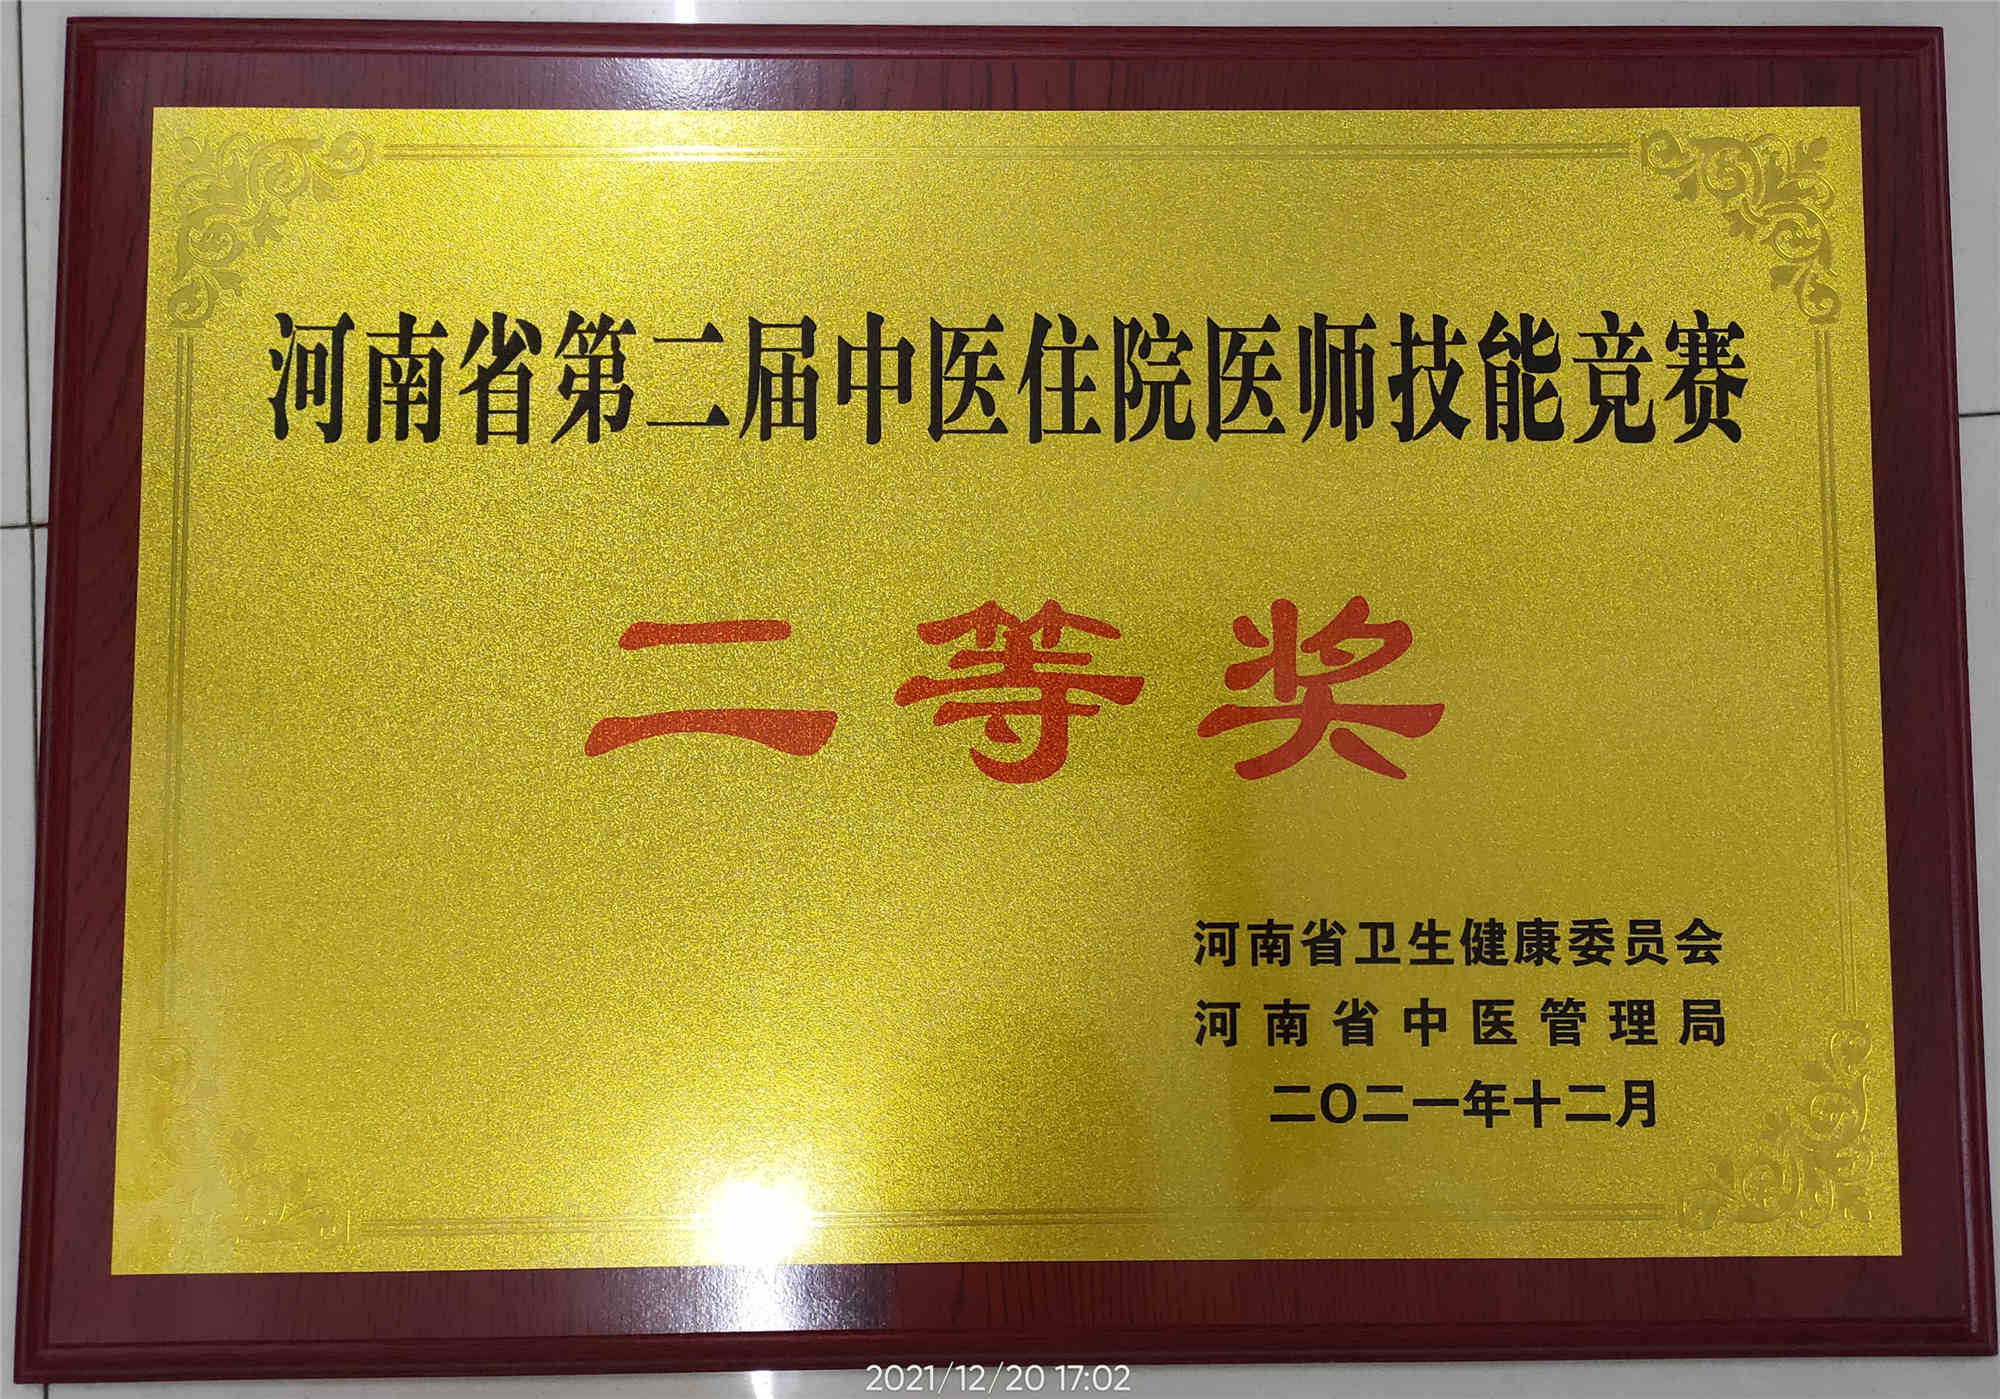 河南省第二届中医住院医师技能竞赛
二等奖
河南省卫生健康委员会
河南省中医管理局
二〇二一年十二月
2021/12/20 17:02